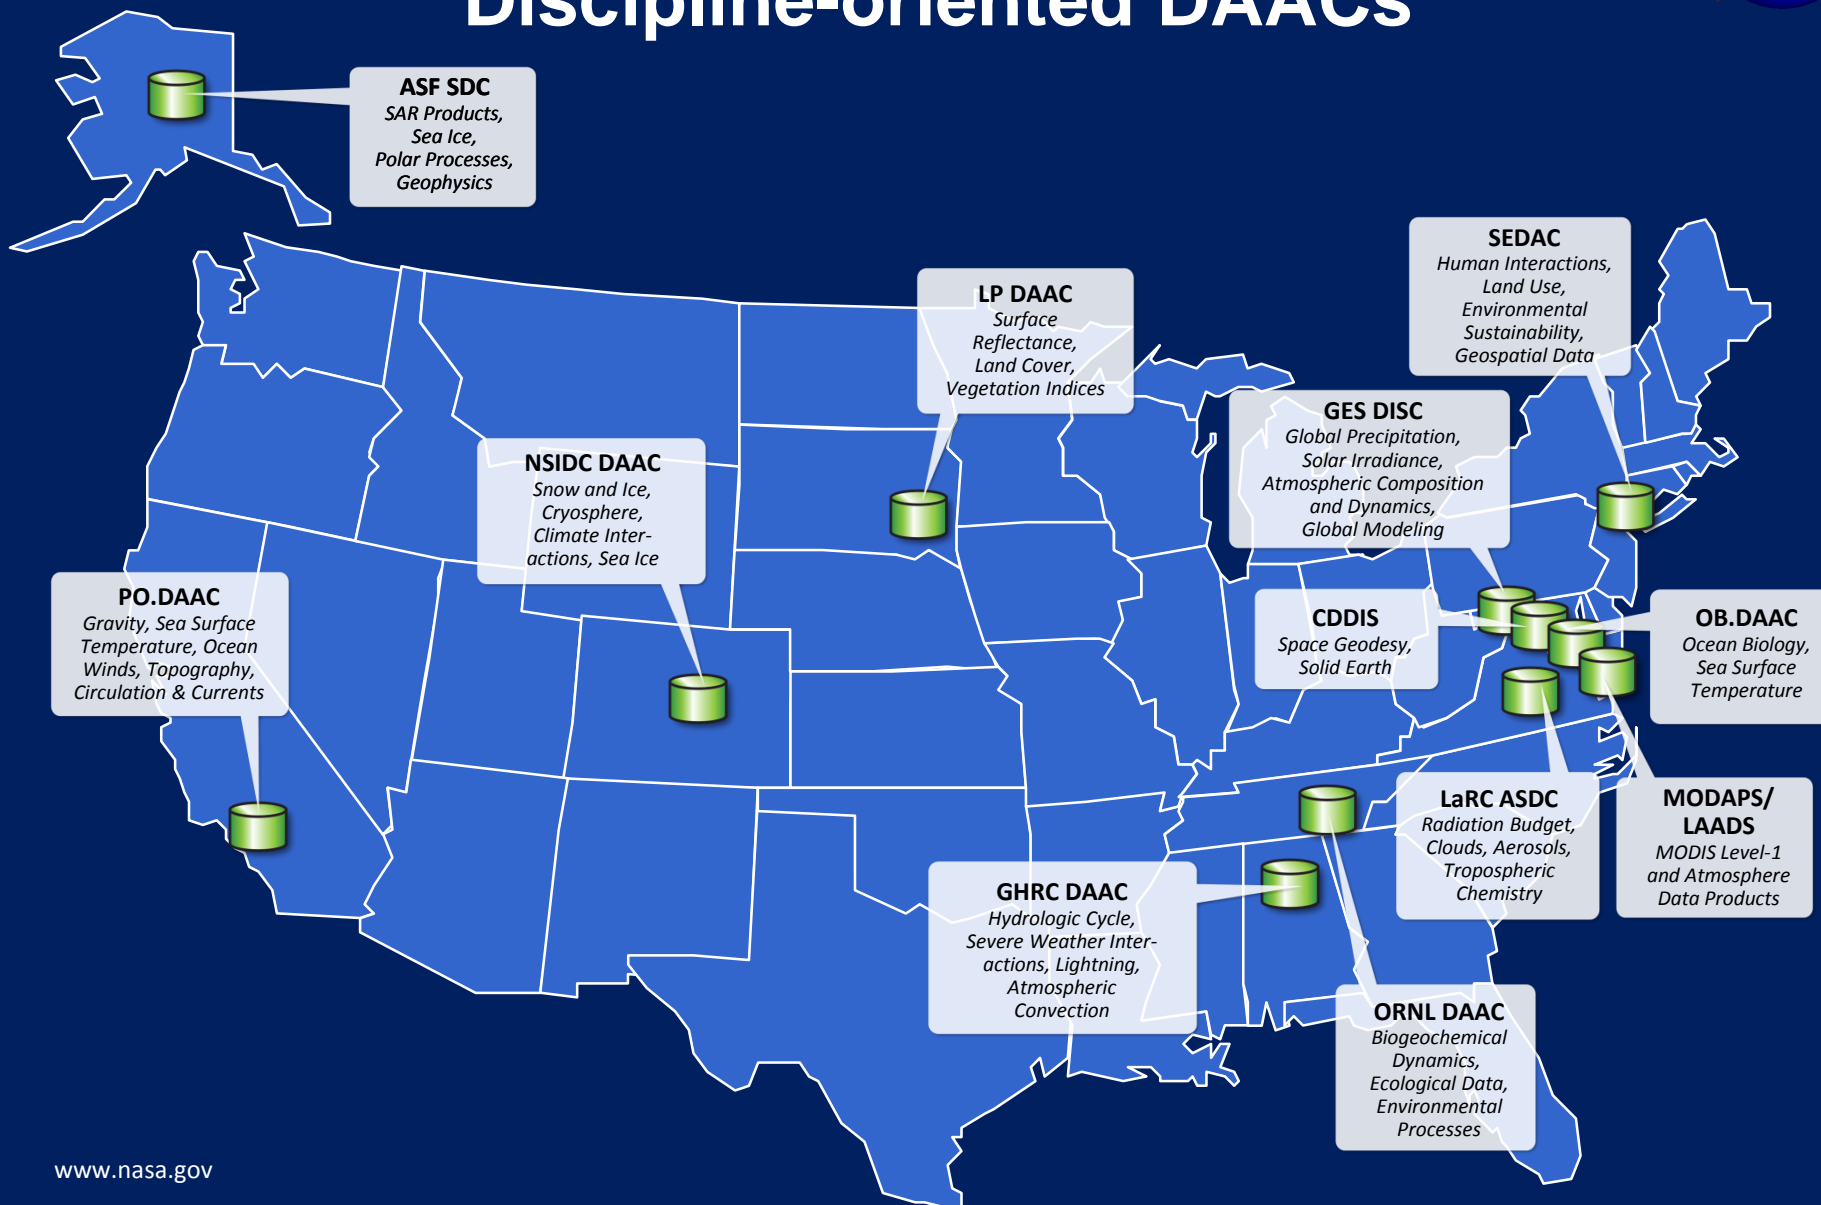 Discipline-oriented DAACs
ASF SDC
SAR Products,
Sea Ice,
Polar Processes,
Geophysics
SEDAC
Human Interactions,
Land Use,
Environmental
Sustainability,
Geospatial Data
LP DAAC
Surface
Reflectance,
Land Cover,
Vegetation Indices
GES DISC
Global Precipitation,
Solar Irradiance,
Atmospheric Composition
and Dynamics,
Global Modeling
NSIDC DAAC
Snow and Ice,
Cryosphere,
Climate Inter-
actions, Sea Ice
PO.DAAC
Gravity, Sea Surface
Temperature, Ocean
Winds, Topography,
Circulation & Currents
CDDIS
Space Geodesy,
Solid Earth
OB.DAAC
Ocean Biology,
Sea Surface
Temperature
LaRC ASDC
Radiation Budget,
Clouds, Aerosols,
Tropospheric
Chemistry
MODAPS/
LAADS
MODIS Level-1
and Atmosphere
Data Products
GHRC DAAC
Hydrologic Cycle,
Severe Weather Inter-
actions, Lightning,
Atmospheric
Convection
ORNL DAAC
Biogeochemical
Dynamics,
Ecological Data,
Environmental
Processes
www.nasa.gov